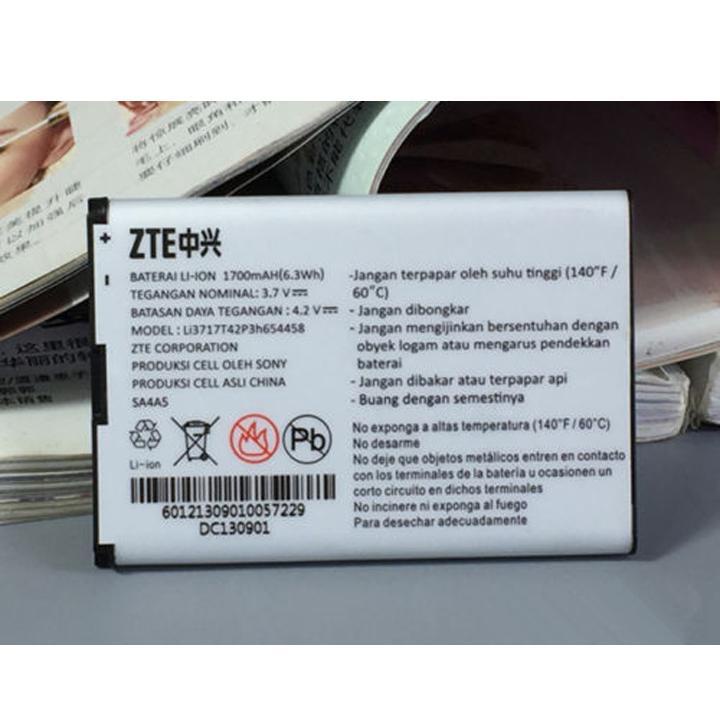 ZTE中兴
+
-
BATERAI LI-ION 1700mAH(6.3Wh)
TEGANGAN NOMINAL: 3.7 V
BATASAN DAYA TEGANGAN : 4.2 V
MODEL : Li3717T42P3h654458
ZTE CORPORATION
PRODUKSI CELL OLEH SONY
PRODUKSI CELL ASLI CHINA
SA4A5
Li-ion
Pb
60121309010057229
DC130901
-Jangan terpapar oleh suhu tinggi (140°F /
60°C)
- Jangan dibongkar
- Jangan mengijinkan bersentuhan dengan
obyek logam atau mengarus pendekkan
baterai
- Jangan dibakar atau terpapar api
- Buang dengan semestinya
No exponga a altas temperatura (140°F/60°C)
No desarme
No deje que objetos metálicos entren en contacto
con los terminales de la batería u ocasionen un
corto circuito en dichos terminales
No incinere ni exponga al fuego
Para desechar adecuadamente